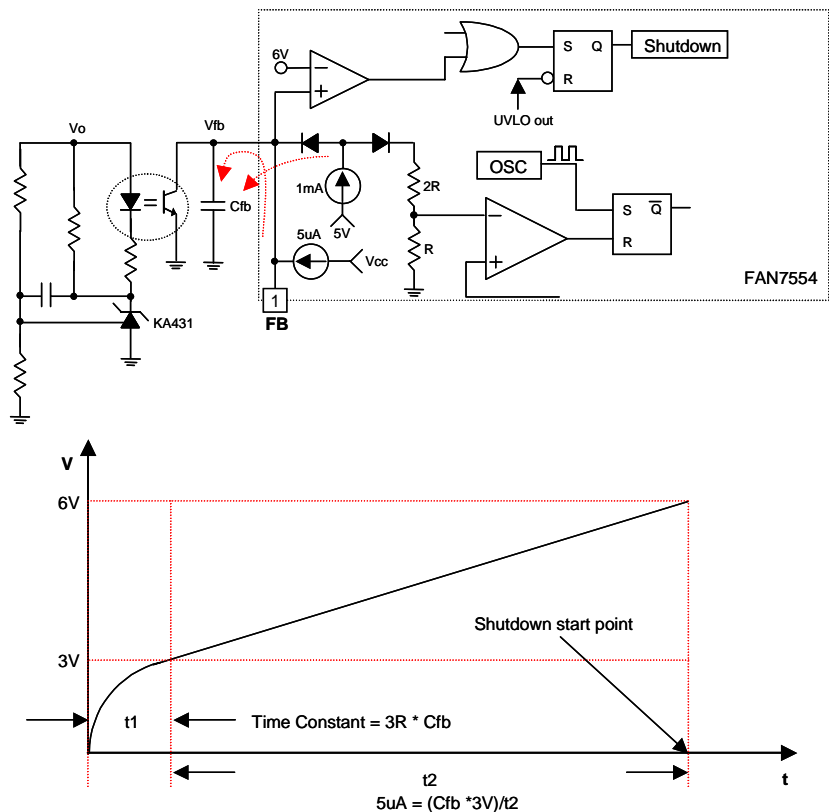 6V
S Q
Shutdown
R
UVLO out
Vo
Vfb
OSC
1mA
2R
Cfb
5V
S Q
5uA
R
R
Vcc
FAN7554
1
FB
KA431
V
6V
Shutdown start point
3V
t1
Time Constant = 3R * Cfb
t2
t
5uA = (Cfb *3V)/t2